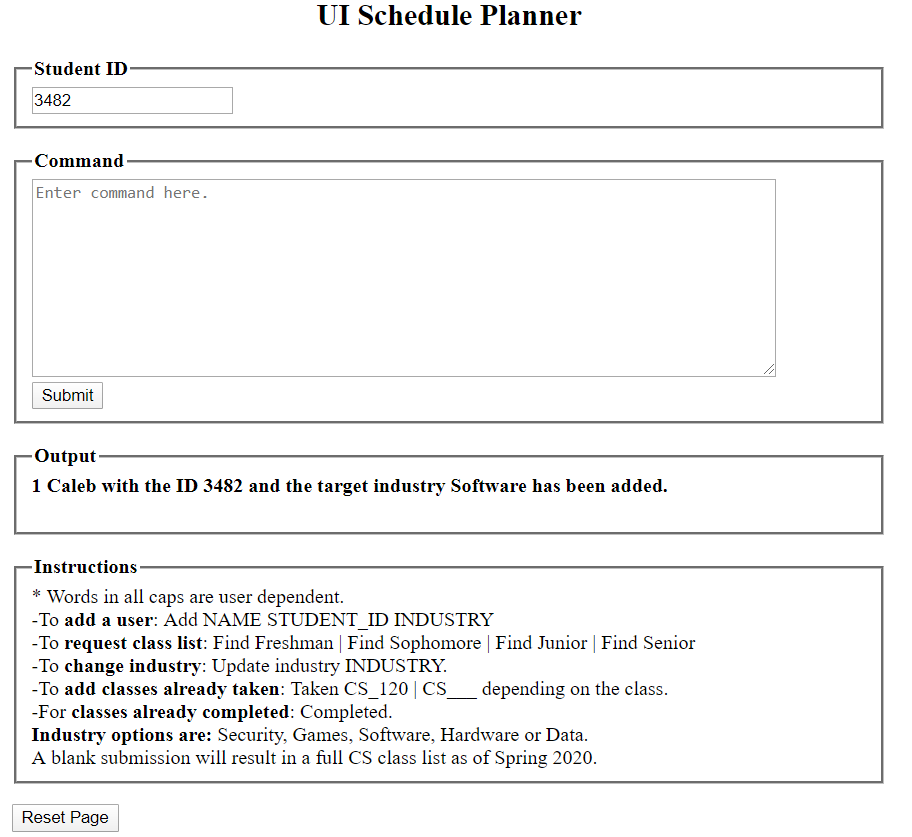 UI Schedule Planner
Student ID
3482
Command
Enter command here.
Submit
Output
1 Caleb with the ID 3482 and the target industry Software has been added.
Instructions
* Words in all caps are user dependent.
-To add a user: Add NAME STUDENT_ID INDUSTRY
-To request class list: Find Freshman | Find Sophomore | Find Junior | Find Senior
-To change industry: Update industry INDUSTRY.
-To add classes already taken: Taken CS_120 | CS___ depending on the class.
-For classes already completed: Completed.
Industry options are: Security, Games, Software, Hardware or Data.
A blank submission will result in a full CS class list as of Spring 2020.
Reset Page